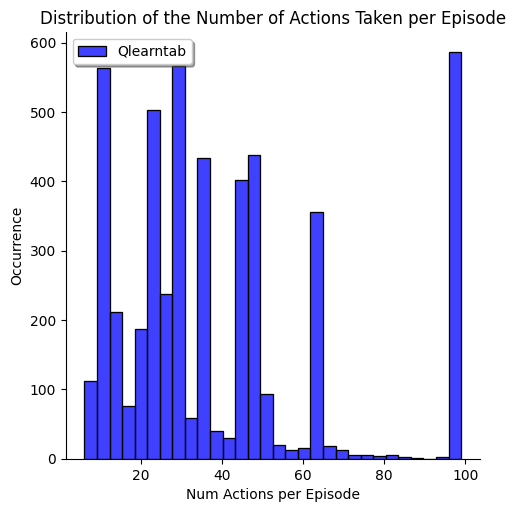 Distribution of the Number of Actions Taken per Episode
Qlearntab
600
500
400
300
200
100
0
Occurrence
20 40 60 80 100
Num Actions per Episode